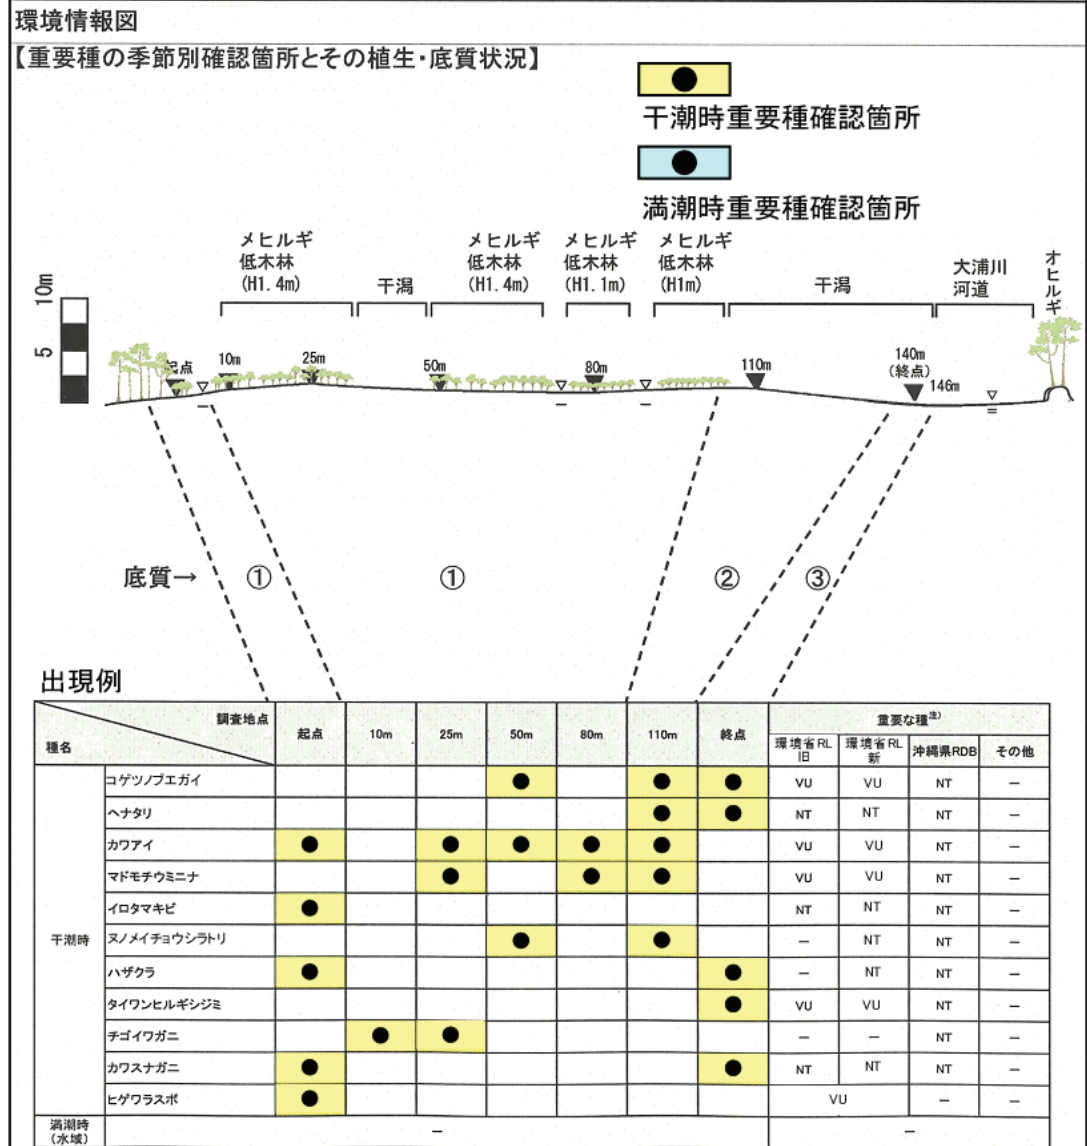 環境情報図
【重要種の季節別確認箇所とその植生・底質状況】
●
干潮時重要種確認箇所
●
満潮時重要種確認箇所
メヒルギ
低木林
(H1.4m)
干潟
メヒルギ
低木林
(H1.4m)
メヒルギ
低木林
(H1.1m)
メヒルギ
低木林
(H1m)
干潟
大浦川
河道
オヒルギ
10m
5
起点
10m
25m
50m
80m
110m
140m
(終点)
146m
底質→
①
①
②
③
出現例
種名 調査地点 起点 10m 25m 50m 80m 110m 終点 重要な種注)
環境省RL旧 環境省RL新 沖縄県RDB その他
干潮時
コゲツノブエガイ ● ● ● VU VU NT －
ヘナタリ ● ● NT NT NT －
カワアイ ● ● ● ● ● VU VU NT －
マドモチウミニナ ● ● ● VU VU NT －
イロタマキビ ● NT NT NT －
ヌノメイチョウシラトリ ● ● － NT NT －
ハザクラ ● ● － NT NT －
タイワンヒルギシジミ ● VU VU NT －
チゴイワガニ ● ● － － NT －
カワスナガニ ● ● NT NT NT －
ヒゲワラスボ ● VU － －
満潮時
(水域)
－ －